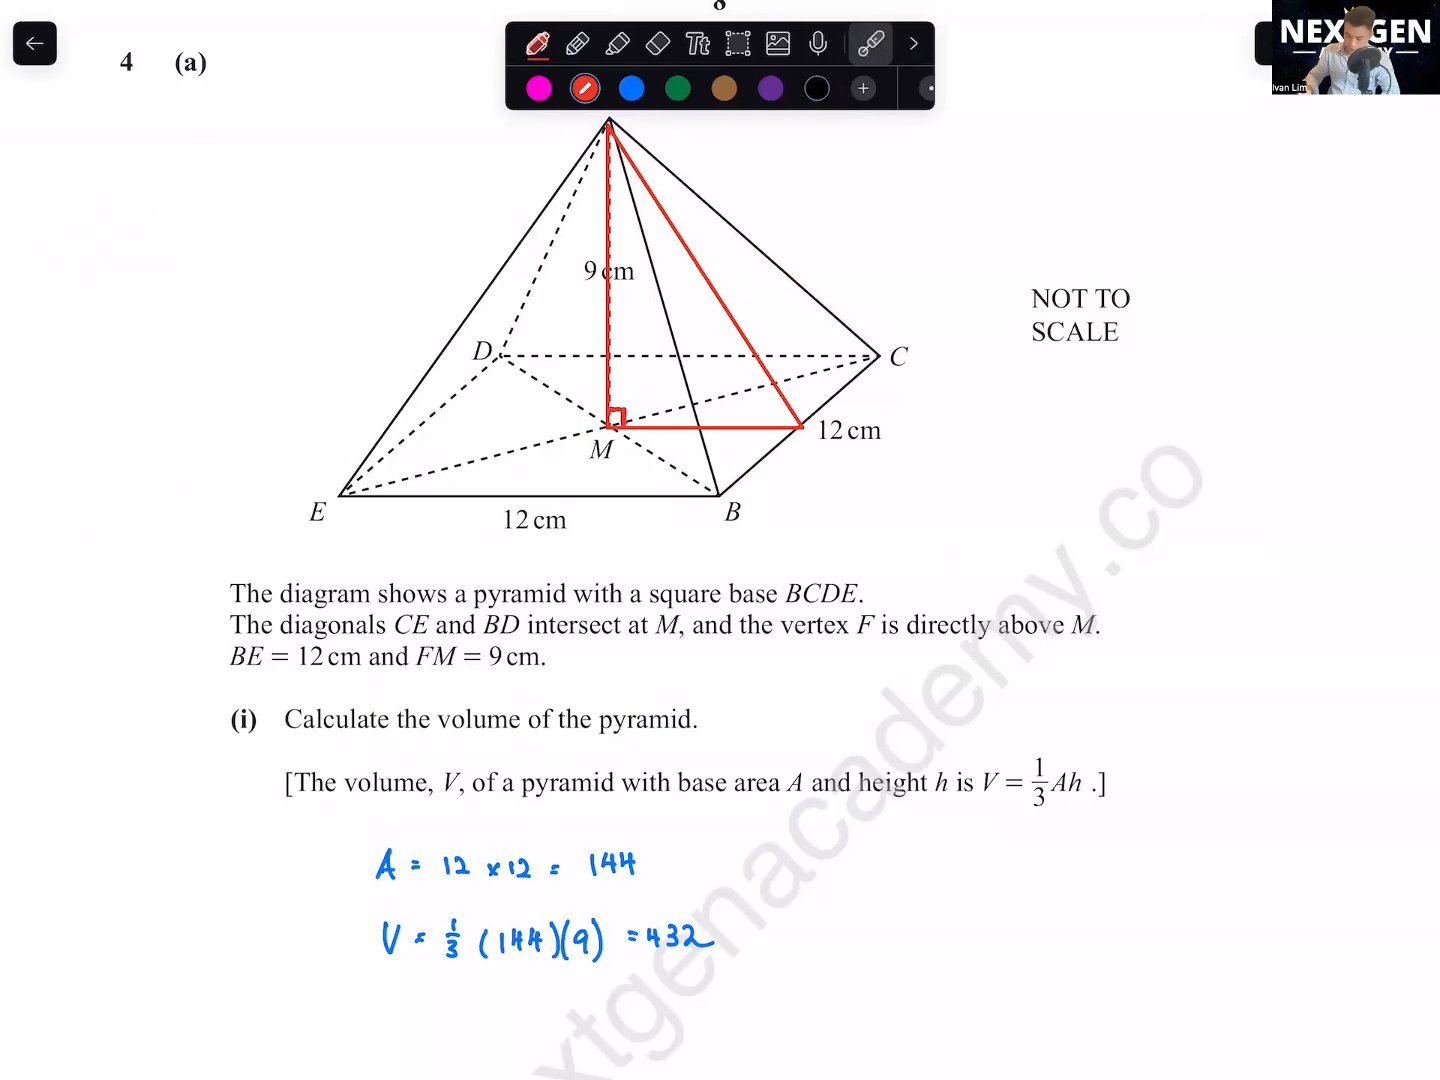 8
4 (a)
Tt
NEXTGEN
Ivan Lim
9 cm
NOT TO
SCALE
D
C
M
12 cm
E
B
12 cm
The diagram shows a pyramid with a square base BCDE.
The diagonals CE and BD intersect at M, and the vertex F is directly above M.
BE = 12 cm and FM = 9 cm.
(i) Calculate the volume of the pyramid.
[The volume, V, of a pyramid with base area A and height h is V = 1/3 Ah .]
A = 12 × 12 = 144
V = 1/3 (144)(9) = 432
xtgenacademy.co